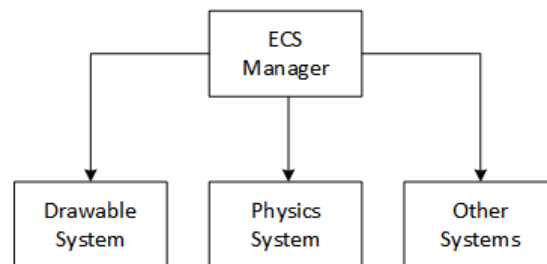 ECS
Manager
Drawable
System
Physics
System
Other
Systems